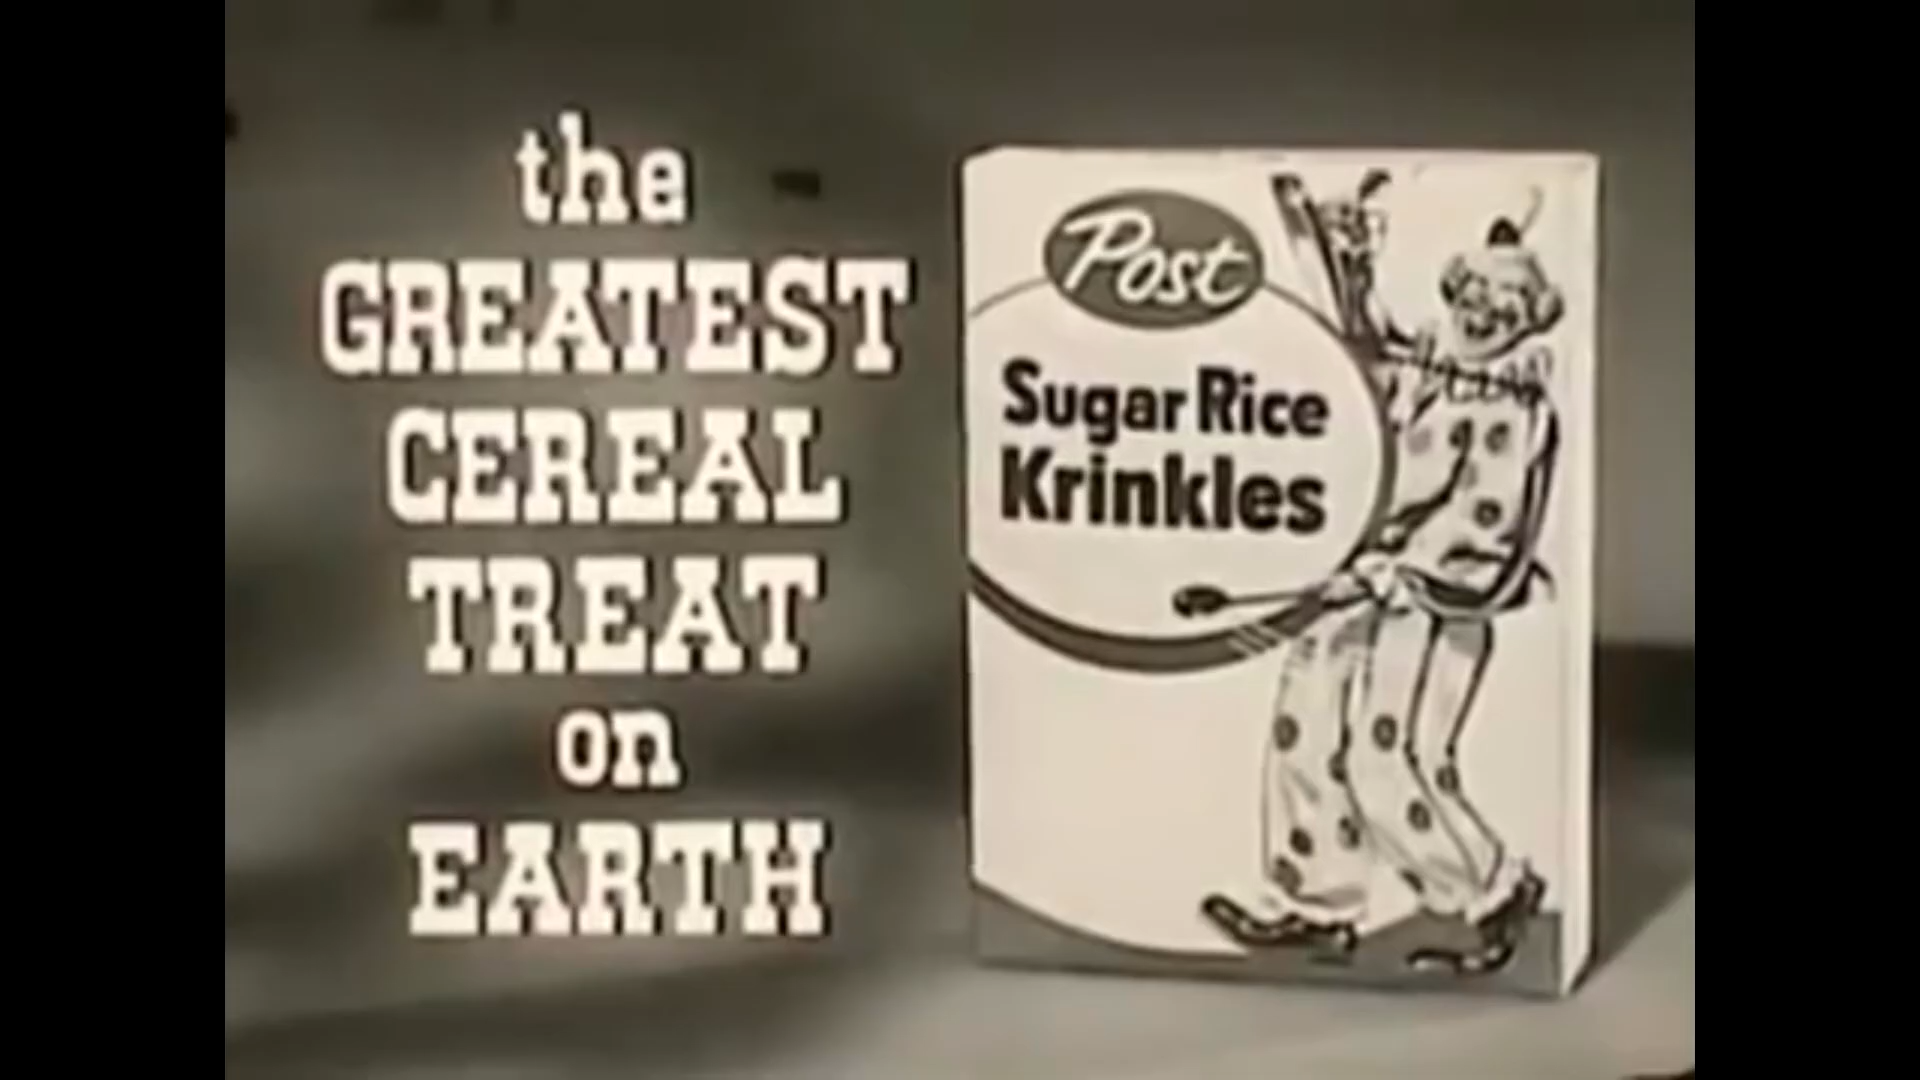 the
GREATEST
CEREAL
TREAT
on
EARTH
Post
Sugar Rice
Krinkles